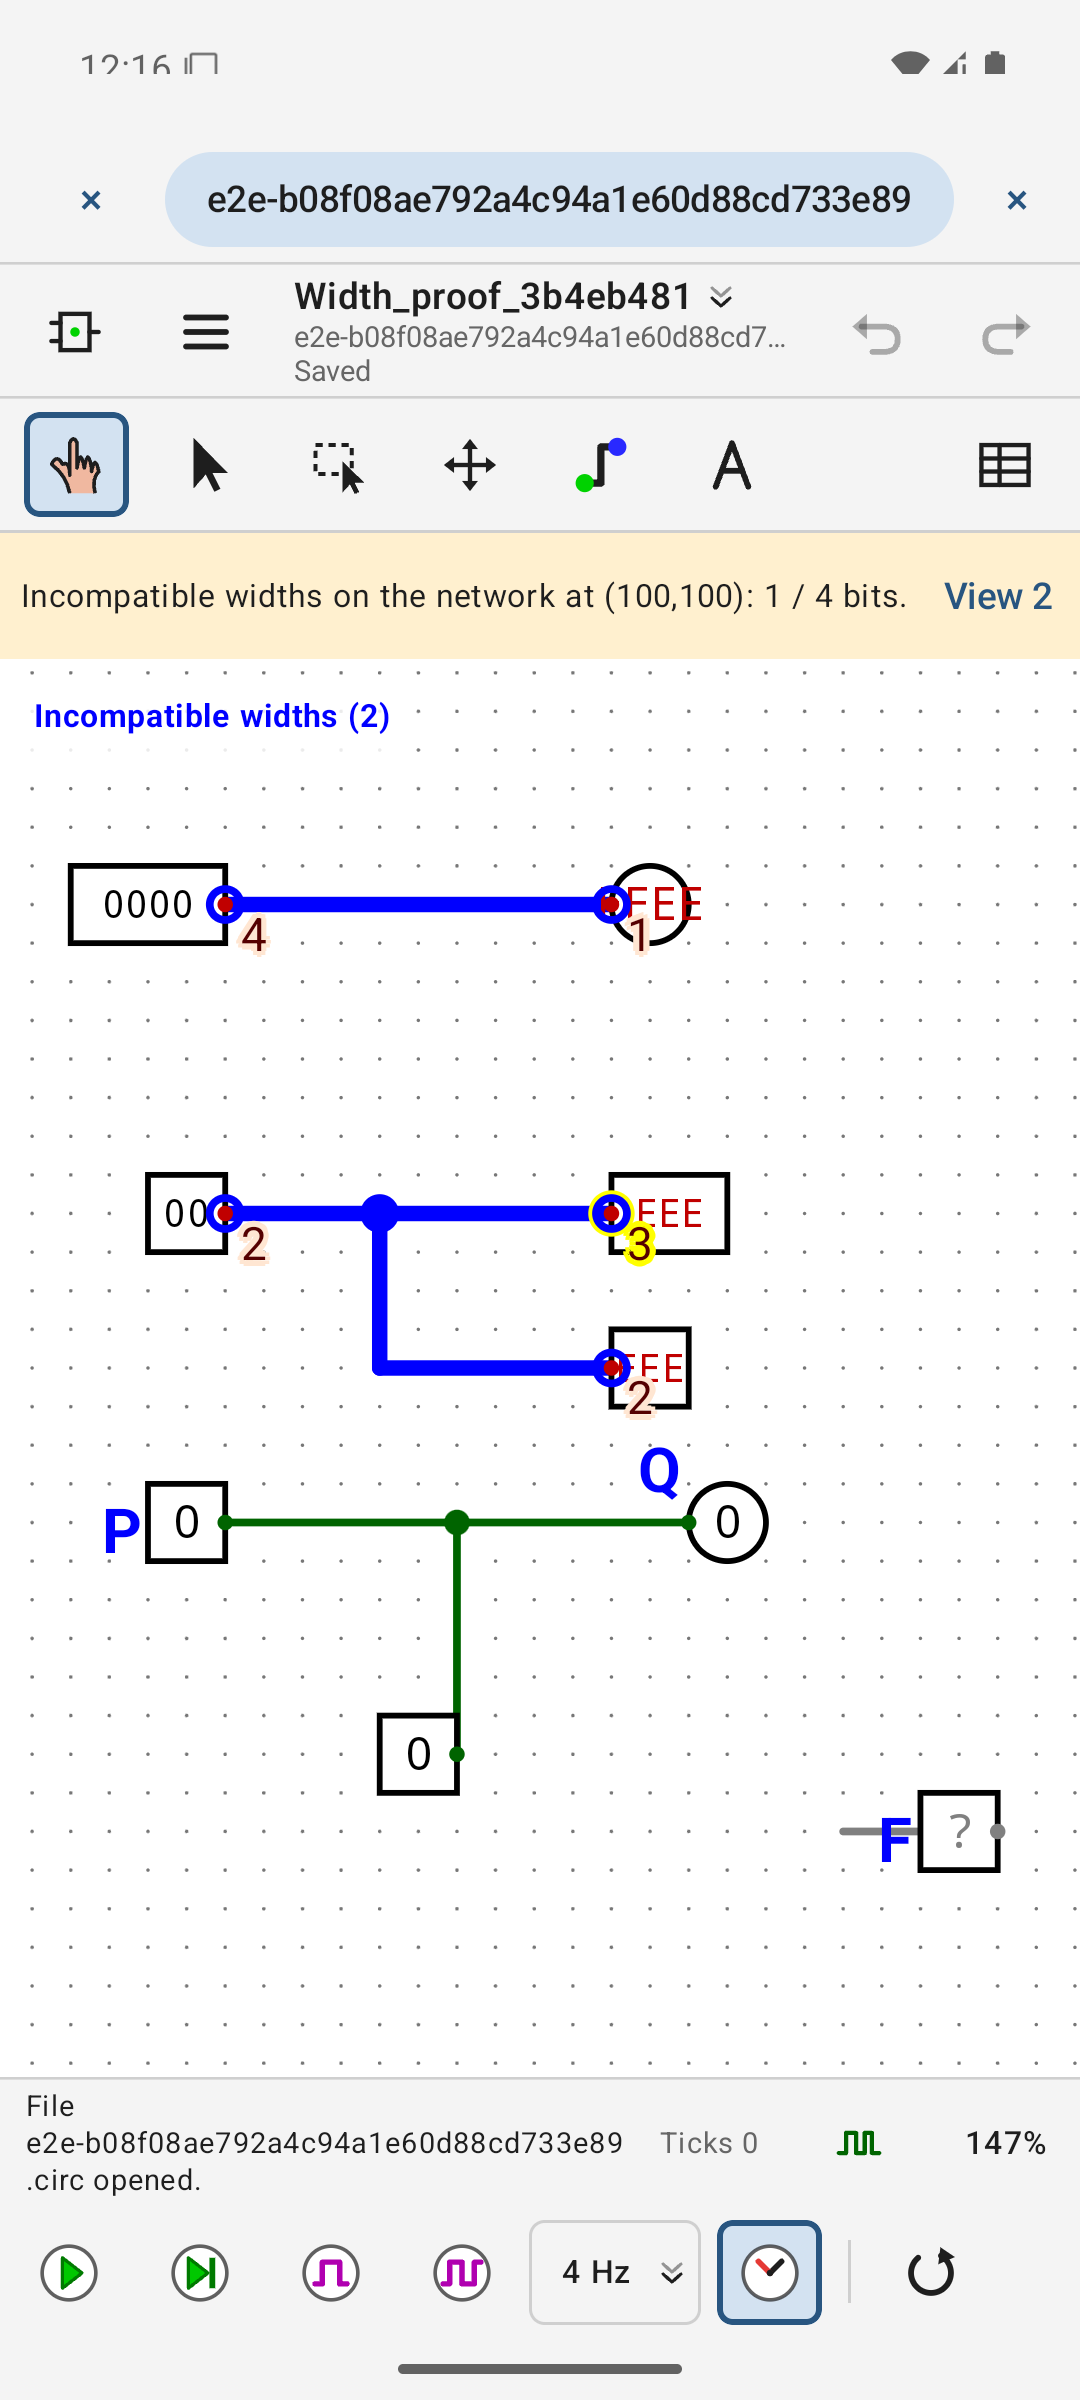 12:16
e2e-b08f08ae792a4c94a1e60d88cd733e89
Width_proof_3b4eb481
e2e-b08f08ae792a4c94a1e60d88cd7...
Saved
A
Incompatible widths on the network at (100,100): 1 / 4 bits. View 2
Incompatible widths (2)
0000 EEE
4 1
00 EEE
2 3
EEE
2
Q
P 0 0
0
F ?
File
e2e-b08f08ae792a4c94a1e60d88cd733e89 Ticks 0 147%
.circ opened.
4 Hz